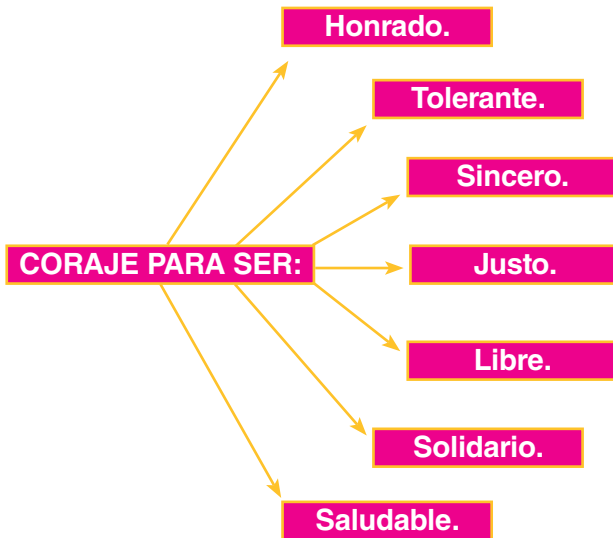 Honrado.
Tolerante.
Sincero.
CORAJE PARA SER:
Justo.
Libre.
Solidario.
Saludable.